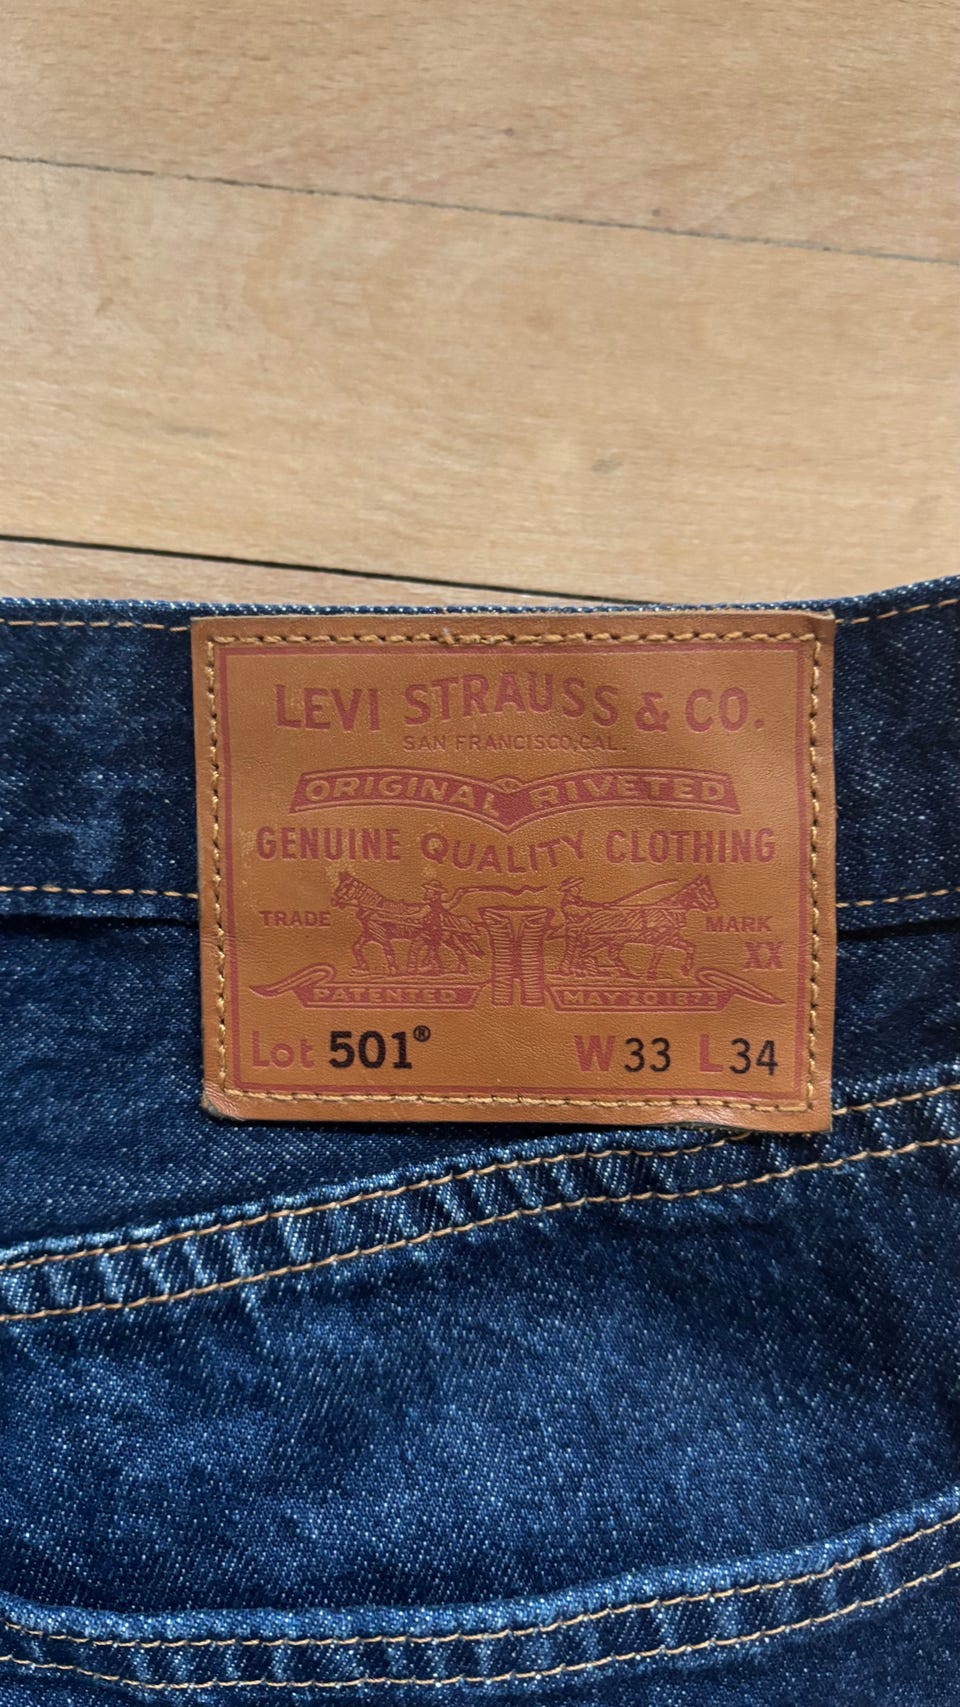 LEVI STRAUSS & CO.
SAN FRANCISCO, CAL.
ORIGINAL RIVETED
GENUINE QUALITY CLOTHING
TRADE MARK
XX
PATENTED MAY 20 1873
Lot 501® W33 L34